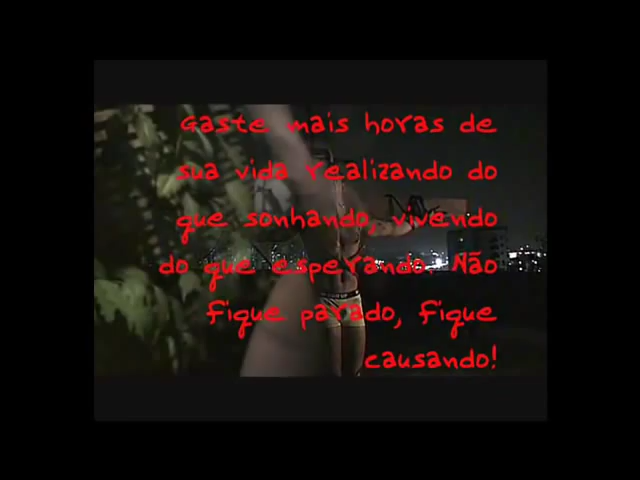 Gaste mais horas de
sua vida realizando do
que sonhando, vivendo
do que esperando. Não
fique parado, fique
causando!